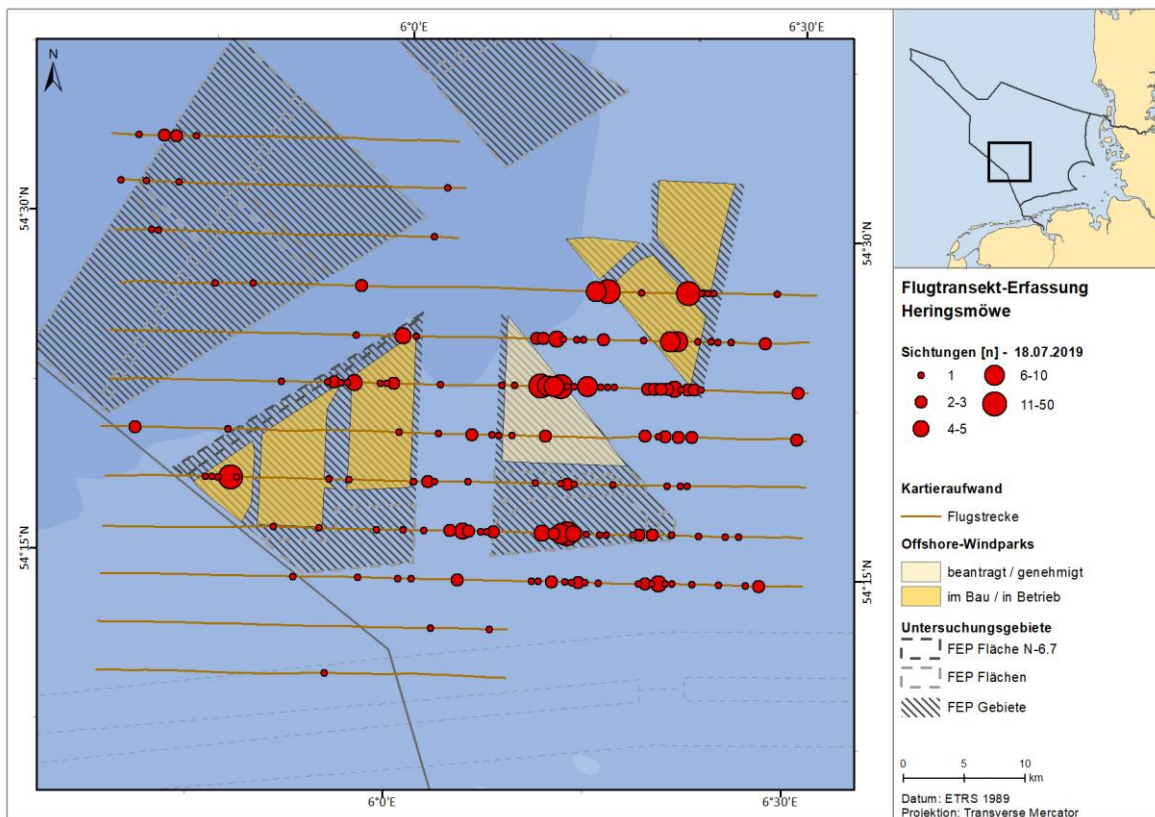 6°0'E
6°30'E
N
54°30'N
54°30'N
54°15'N
54°15'N
6°0'E
6°30'E
Flugtransekt-Erfassung
Heringsmöwe
Sichtungen [n] - 18.07.2019
1
6-10
2-3
11-50
4-5
Kartieraufwand
Flugstrecke
Offshore-Windparks
beantragt / genehmigt
im Bau / in Betrieb
Untersuchungsgebiete
FEP Fläche N-6.7
FEP Flächen
FEP Gebiete
0 5 10
km
Datum: ETRS 1989
Projektion: Transverse Mercator